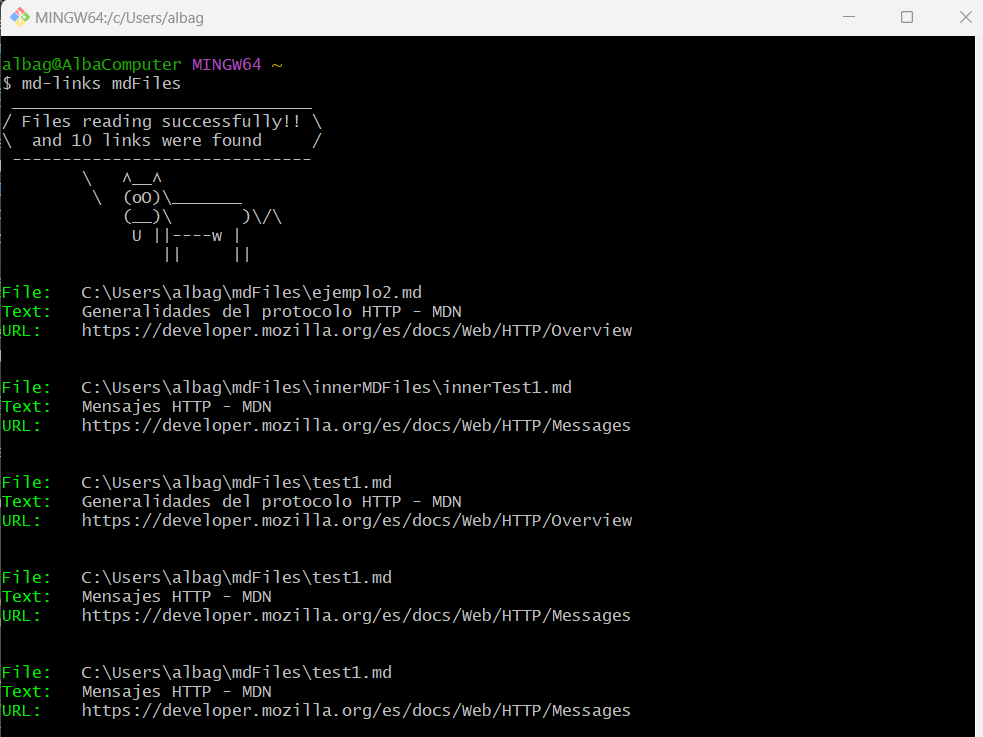 MINGW64:/c/Users/albag
albag@AlbaComputer MINGW64 ~
$ md-links mdFiles
 ______________________________
/ Files reading successfully!! \
\  and 10 links were found     /
 ------------------------------
        \   ^__^
         \  (oO)\_______
            (__)\       )\/\
             U ||----w |
                ||     ||
File:   C:\Users\albag\mdFiles\ejemplo2.md
Text:   Generalidades del protocolo HTTP - MDN
URL:    https://developer.mozilla.org/es/docs/Web/HTTP/Overview
File:   C:\Users\albag\mdFiles\innerMDFiles\innerTest1.md
Text:   Mensajes HTTP - MDN
URL:    https://developer.mozilla.org/es/docs/Web/HTTP/Messages
File:   C:\Users\albag\mdFiles\test1.md
Text:   Generalidades del protocolo HTTP - MDN
URL:    https://developer.mozilla.org/es/docs/Web/HTTP/Overview
File:   C:\Users\albag\mdFiles\test1.md
Text:   Mensajes HTTP - MDN
URL:    https://developer.mozilla.org/es/docs/Web/HTTP/Messages
File:   C:\Users\albag\mdFiles\test1.md
Text:   Mensajes HTTP - MDN
URL:    https://developer.mozilla.org/es/docs/Web/HTTP/Messages